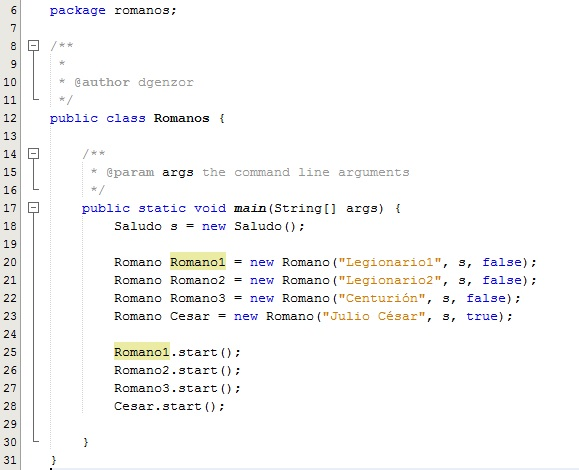 6 package romanos;
7
8 /**
9 *
10 * @author dgenzor
11 */
12 public class Romanos {
13
14 /**
15 * @param args the command line arguments
16 */
17 public static void main(String[] args) {
18 Saludo s = new Saludo();
19
20 Romano Romano1 = new Romano("Legionario1", s, false);
21 Romano Romano2 = new Romano("Legionario2", s, false);
22 Romano Romano3 = new Romano("Centurión", s, false);
23 Romano Cesar = new Romano("Julio César", s, true);
24
25 Romano1.start();
26 Romano2.start();
27 Romano3.start();
28 Cesar.start();
29
30 }
31 }